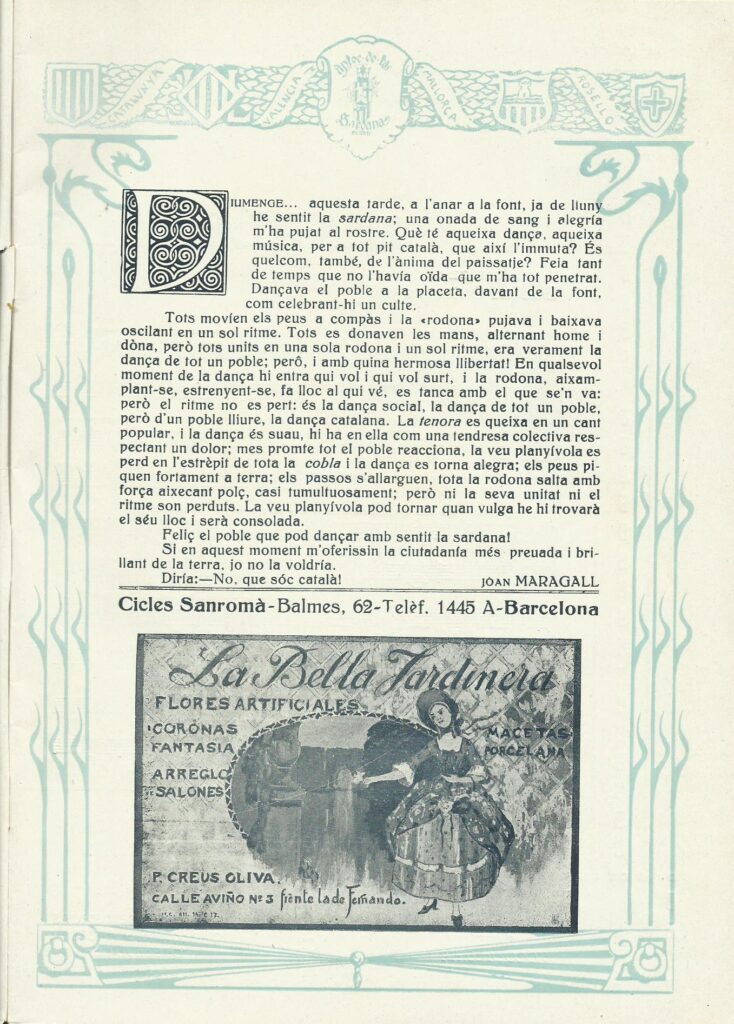 CATALUNYA
VALENCIA
Aplec de la
Sardana
MALLORCA
ROSELLO
DIUMENGE... aquesta tarde, a l'anar a la font, ja de lluny
he sentit la sardana; una onada de sang i alegría
m'ha pujat al rostre. Què té aqueixa dança, aqueixa
música, per a tot pit català, que així l'immuta? És
quelcom, també, de l'ànima del paissatje? Feia tant
de temps que no l'havía oïda que m'ha tot penetrat.
Dançava el poble a la placeta, davant de la font,
com celebrant-hi un culte.
Tots movíen els peus a compàs i la «rodona» pujava i baixava
oscilant en un sol ritme. Tots es donaven les mans, alternant home i
dòna, però tots units en una sola rodona i un sol ritme, era verament la
dança de tot un poble; però, i amb quina hermosa llibertat! En qualsevol
moment de la dança hi entra qui vol i qui vol surt, i la rodona, aixam-
plant-se, estrenyent-se, fa lloc al qui vé, es tanca amb el que se'n va:
però el ritme no es pert: és la dança social, la dança de tot un poble,
però d'un poble lliure, la dança catalana. La tenora es queixa en un cant
popular, i la dança és suau, hi ha en ella com una tendresa colectiva res-
pectant un dolor; mes promte tot el poble reacciona, la veu planyívola es
perd en l'estrèpit de tota la cobla i la dança es torna alegra; els peus pi-
quen fortament a terra; els passos s'allarguen, tota la rodona salta amb
força aixecant polç, casi tumultuosament; però ni la seva unitat ni el
ritme son perduts. La veu planyívola pod tornar quan vulga he hi trovarà
el séu lloc i serà consolada.
Feliç el poble que pod dançar amb sentit la sardana!
Si en aquest moment m'oferissin la ciutadanía més preuada i bri-
llant de la terra, jo no la voldría.
Diría:—No, que sóc català!
JOAN MARAGALL
Cicles Sanromà-Balmes, 62-Telèf. 1445 A-Barcelona
La Bella Jardinera
FLORES ARTIFICIALES
CORONAS
FANTASIA
MACETAS
PORCELANA
ARREGLO
SALONES
P. CREUS OLIVA.
CALLE AVIÑO Nº 3 frente la de Fernando.